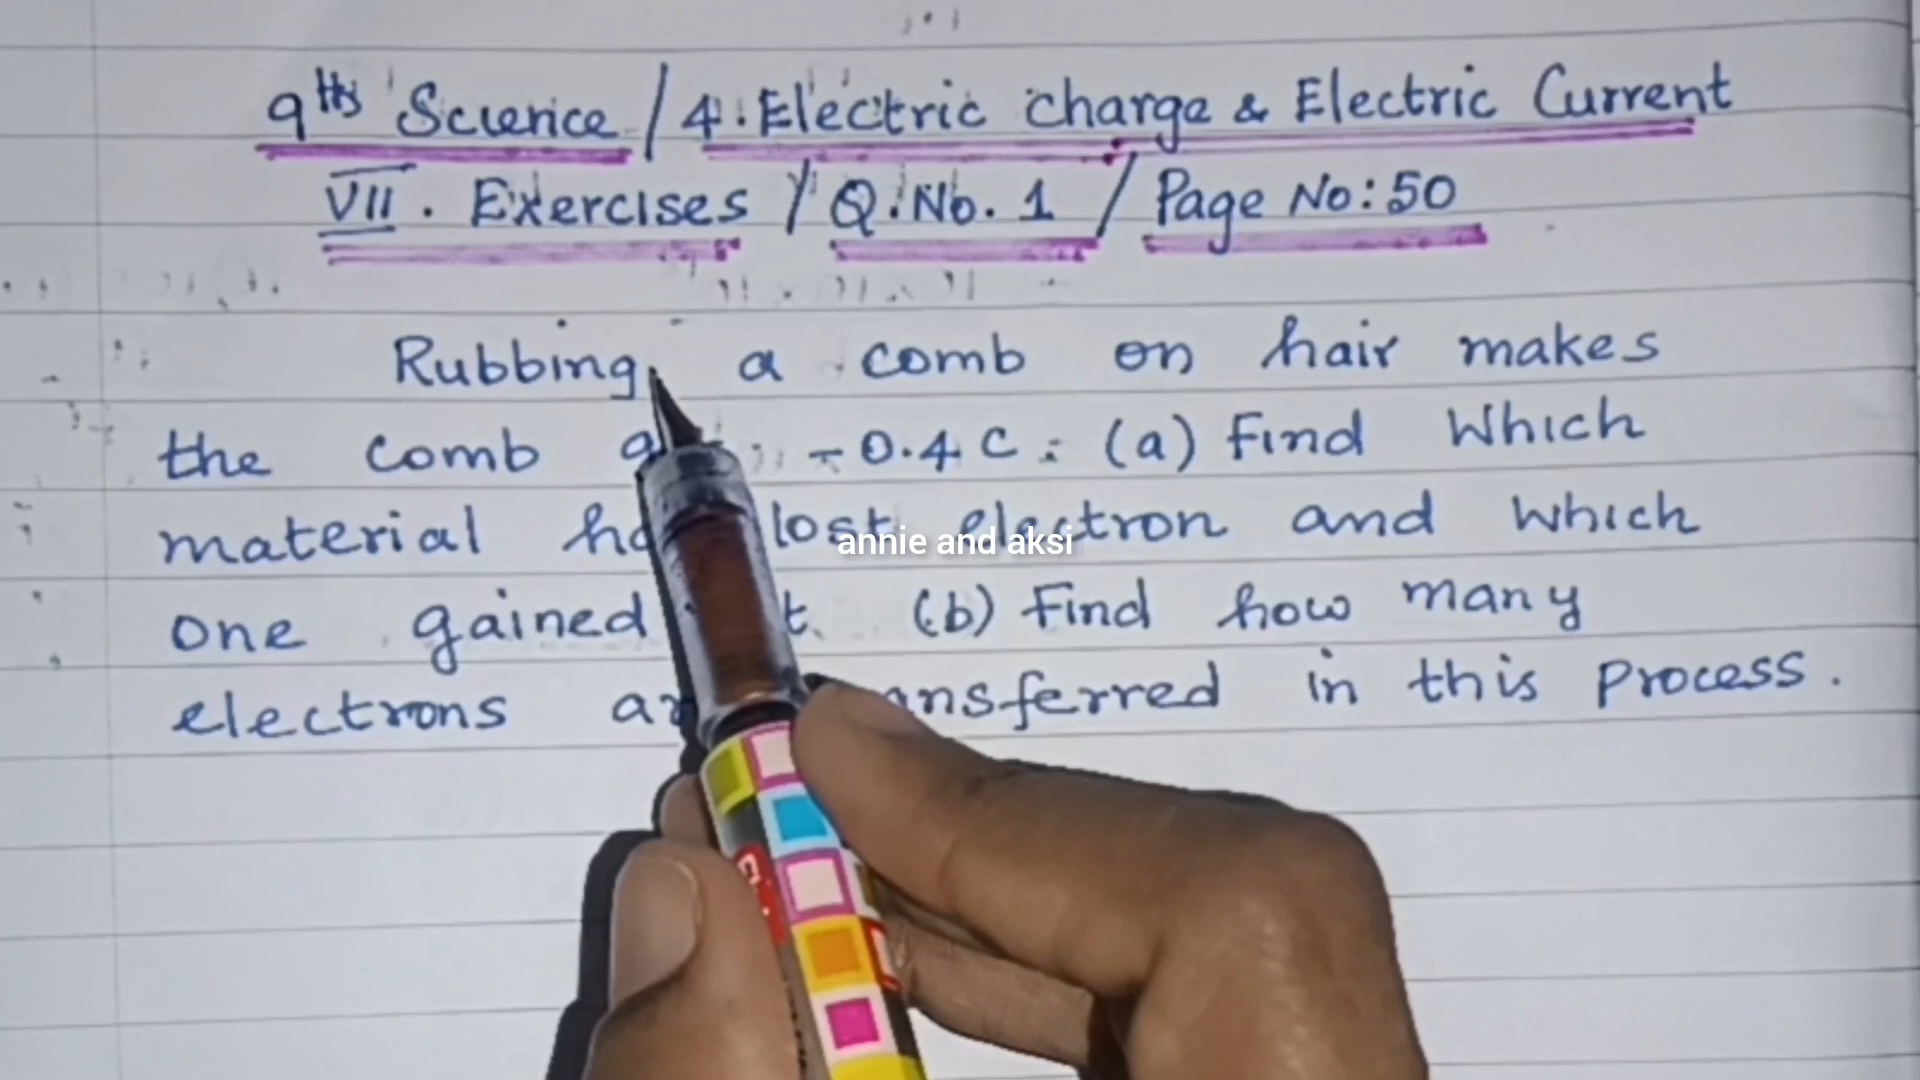 9th Science / 4. Electric charge & Electric Current
VII. Exercises / Q. No. 1 / Page No: 50
Rubbing a comb on hair makes
the comb - 0.4 C. (a) Find Which
material lost electron and which
one gained (b) Find how many
electrons in this process.
annie and aksi